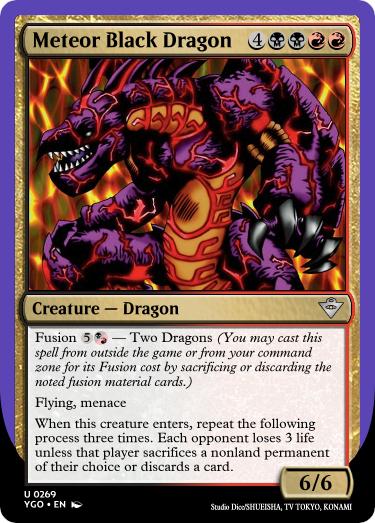 Meteor Black Dragon 4
Creature — Dragon
Fusion 5 — Two Dragons (You may cast this
spell from outside the game or from your command
zone for its Fusion cost by sacrificing or discarding the
noted fusion material cards.)
Flying, menace
When this creature enters, repeat the following
process three times. Each opponent loses 3 life
unless that player sacrifices a nonland permanent
of their choice or discards a card.
6/6
U 0269
YGO • EN
Studio Dice/SHUEISHA, TV TOKYO, KONAMI